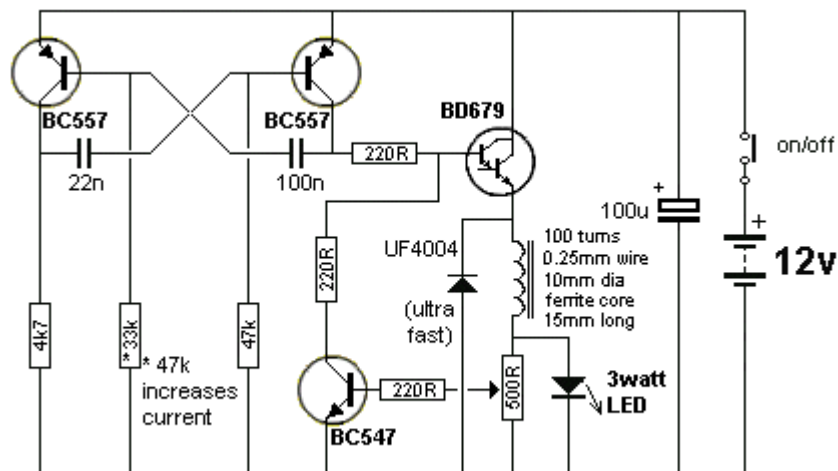 BC557
BC557
BD679
22n
100n
220R
on/off
+
100u
+
12v
UF4004
(ultra
fast)
100 turns
0.25mm wire
10mm dia
ferrite core
15mm long
220R
4k7
*33k
47k
* 47k
increases
current
220R
500R
3watt
LED
BC547